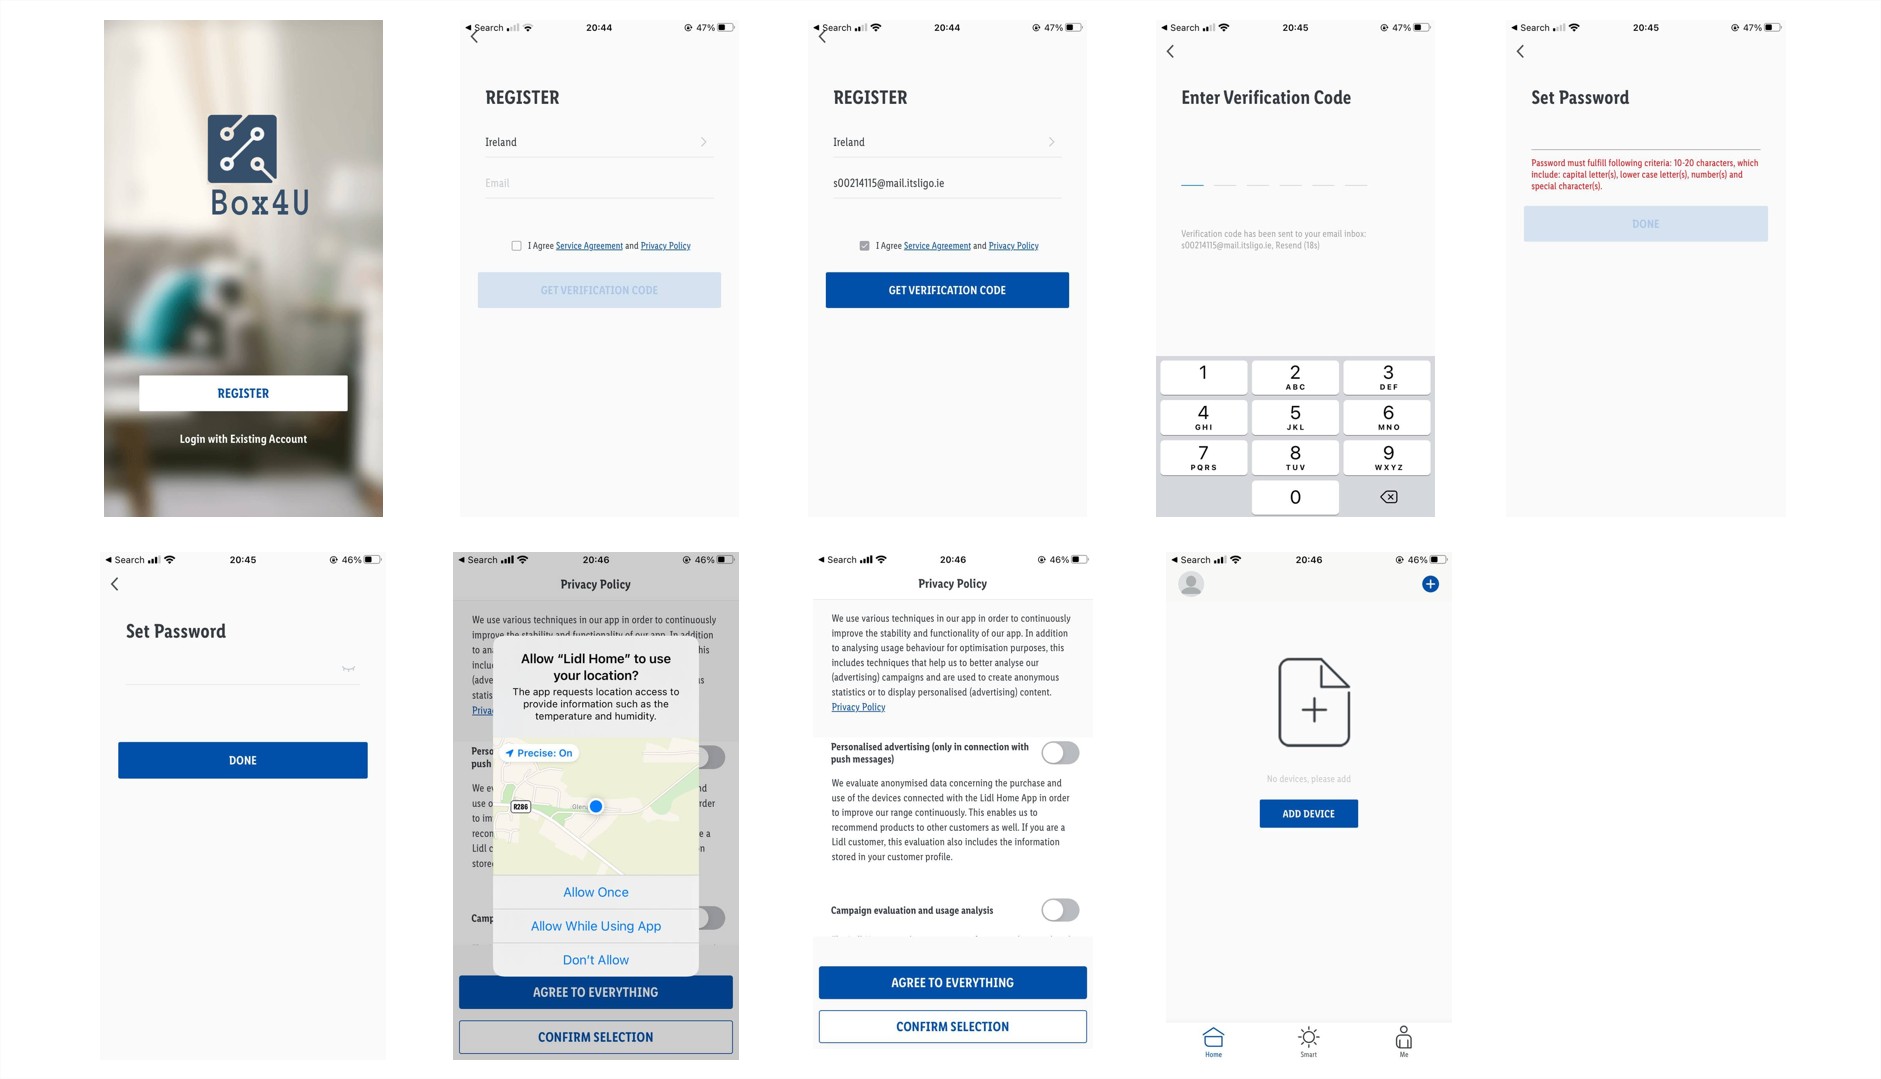 Box4U
REGISTER
Login with Existing Account
Search
20:44
47%
REGISTER
Ireland
Email
I Agree Service Agreement and Privacy Policy
GET VERIFICATION CODE
Search
20:44
47%
REGISTER
Ireland
s00214115@mail.itsligo.ie
I Agree Service Agreement and Privacy Policy
GET VERIFICATION CODE
Search
20:45
47%
Enter Verification Code
Verification code has been sent to your email inbox:
s00214115@mail.itsligo.ie, Resend (18s)
1
2
ABC
3
DEF
4
GHI
5
JKL
6
MNO
7
PQRS
8
TUV
9
WXYZ
0
Search
20:45
47%
Set Password
Password must fulfill following criteria: 10-20 characters, which
include: capital letter(s), lower case letter(s), number(s) and
special character(s).
DONE
Search
20:45
46%
Set Password
DONE
Search
20:46
46%
Privacy Policy
We use various techniques in our app in order to continuously
improve the stability and functionality of our app. In addition
Allow “Lidl Home” to use
your location?
The app requests location access to
provide information such as the
temperature and humidity.
Precise: On
R286
Allow Once
Allow While Using App
Don’t Allow
AGREE TO EVERYTHING
CONFIRM SELECTION
Search
20:46
46%
Privacy Policy
We use various techniques in our app in order to continuously
improve the stability and functionality of our app. In addition
to analysing usage behaviour for optimisation purposes, this
includes techniques that help us to better analyse our
(advertising) campaigns and are used to create anonymous
statistics or to display personalised (advertising) content.
Privacy Policy
Personalised advertising (only in connection with
push messages)
We evaluate anonymised data concerning the purchase and
use of the devices connected with the Lidl Home App in order
to improve our range continuously. This enables us to
recommend products to other customers as well. If you are a
Lidl customer, this evaluation also includes the information
stored in your customer profile.
Campaign evaluation and usage analysis
AGREE TO EVERYTHING
CONFIRM SELECTION
Search
20:46
46%
No devices, please add
ADD DEVICE
Home
Smart
Me